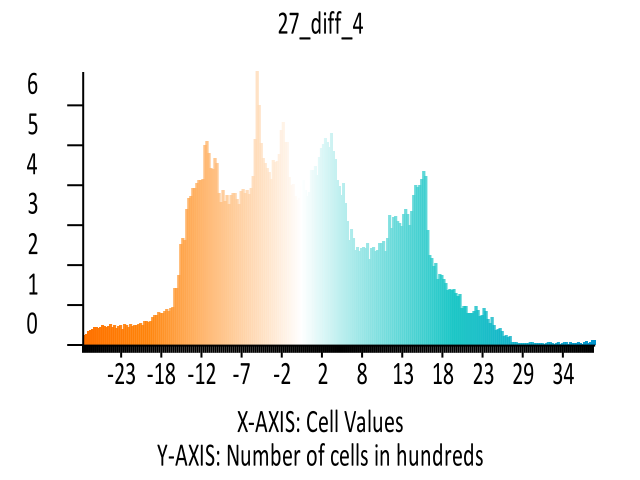 27_diff_4
6
5
4
3
2
1
0
-23 -18 -12 -7 -2 2 8 13 18 23 29 34
X-AXIS: Cell Values
Y-AXIS: Number of cells in hundreds